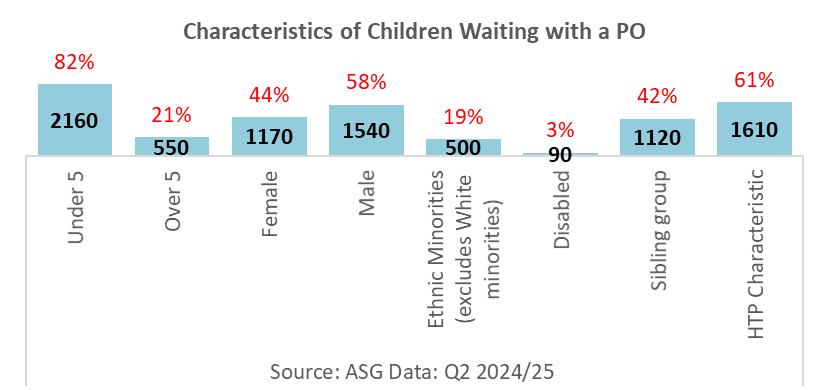 Characteristics of Children Waiting with a PO
82%
21%
44%
58%
19%
3%
42%
61%
2160
550
1170
1540
500
90
1120
1610
Under 5
Over 5
Female
Male
Ethnic Minorities
(excludes White
minorities)
Disabled
Sibling group
HTP Characteristic
Source: ASG Data: Q2 2024/25